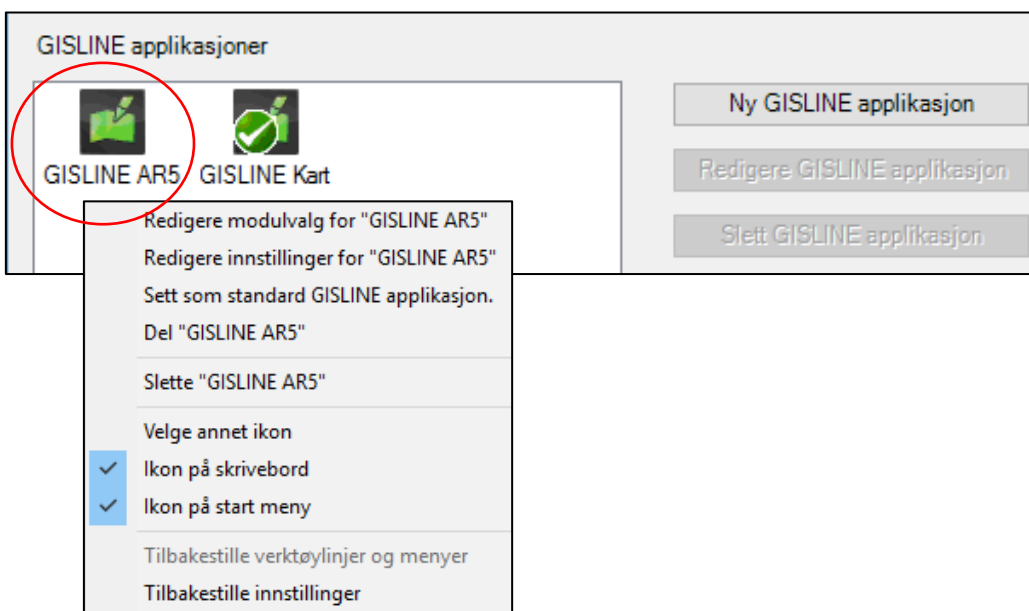 GISLINE applikasjoner
GISLINE AR5
GISLINE Kart
Ny GISLINE applikasjon
Redigere GISLINE applikasjon
Slett GISLINE applikasjon
Redigere modulvalg for "GISLINE AR5"
Redigere innstillinger for "GISLINE AR5"
Sett som standard GISLINE applikasjon.
Del "GISLINE AR5"
Slette "GISLINE AR5"
Velge annet ikon
Ikon på skrivebord
Ikon på start meny
Tilbakestille verktøylinjer og menyer
Tilbakestille innstillinger